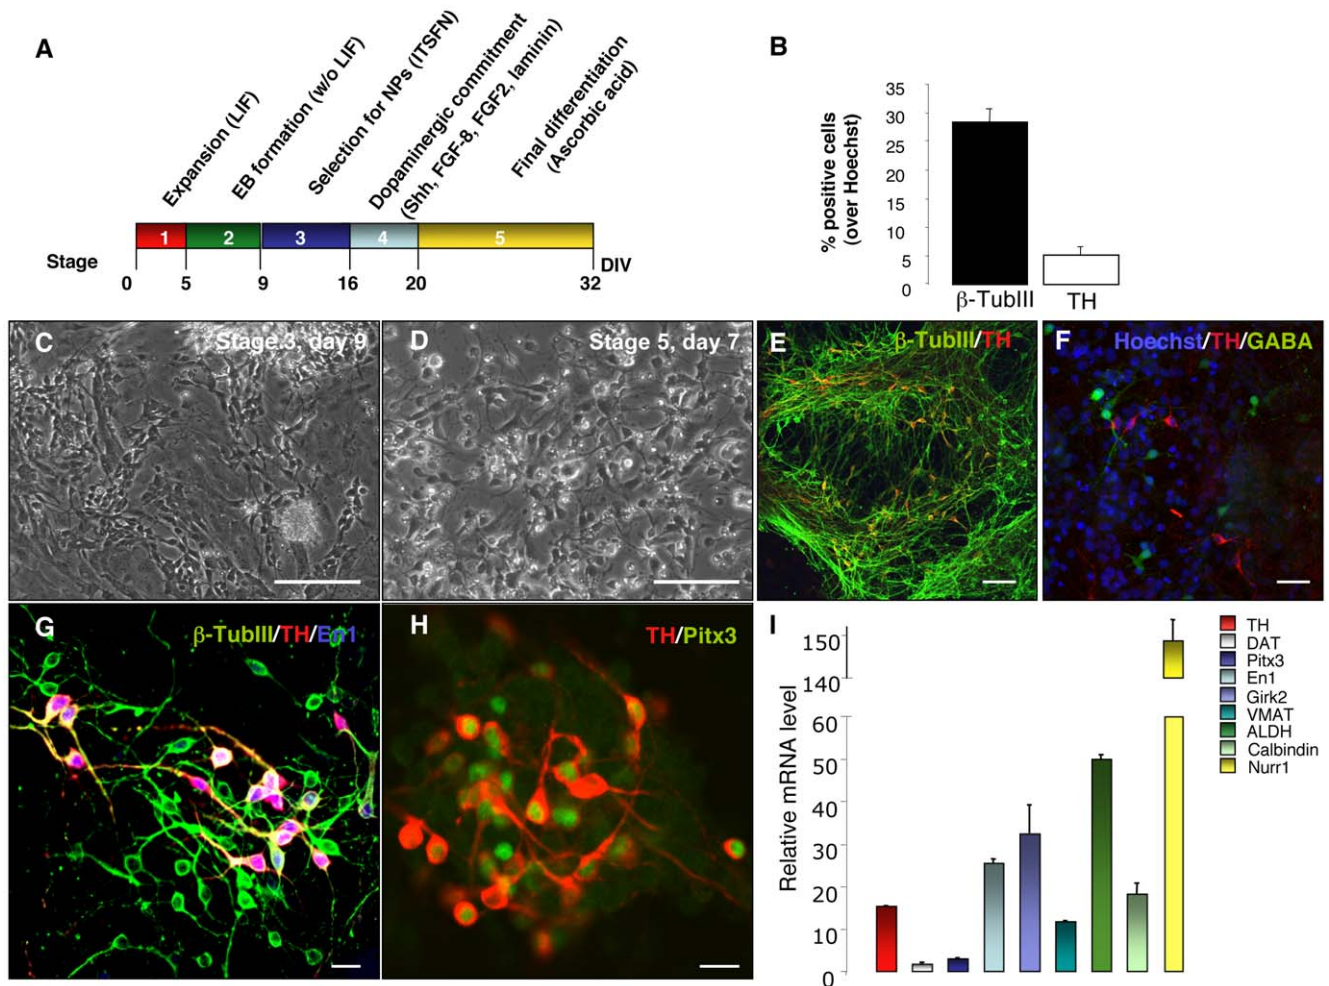 A
Expansion (LIF)
EB formation (w/o LIF)
Selection for NPs (ITSFN)
Dopaminergic commitment
(Shh, FGF-8, FGF2, laminin)
Final differentiation
(Ascorbic acid)
1 2 3 4 5
Stage
DIV
0 5 9 16 20 32
B
% positive cells
(over Hoechst)
35
30
25
20
15
10
5
0
β-TubIII TH
C
Stage 3, day 9
D
Stage 5, day 7
E
β-TubIII/TH
F
Hoechst/TH/GABA
G
β-TubIII/TH/En1
H
TH/Pitx3
I
Relative mRNA level
150
140
60
50
40
30
20
10
0
TH
DAT
Pitx3
En1
Girk2
VMAT
ALDH
Calbindin
Nurr1